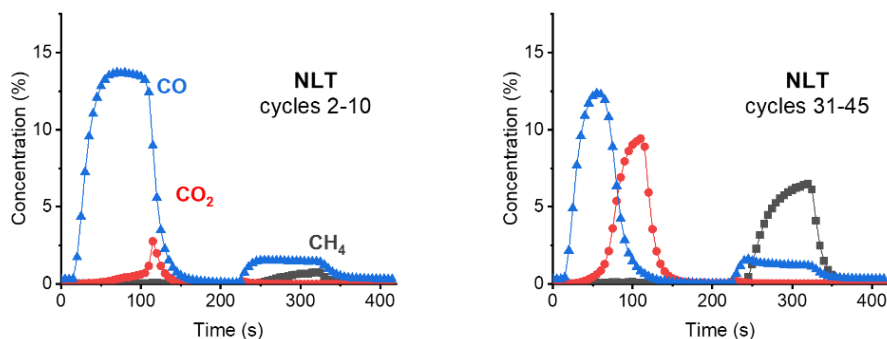 15
10
5
0
Concentration (%)
CO
CO2
CH4
NLT
cycles 2-10
0
100
200
300
400
Time (s)
15
10
5
0
Concentration (%)
NLT
cycles 31-45
0
100
200
300
400
Time (s)